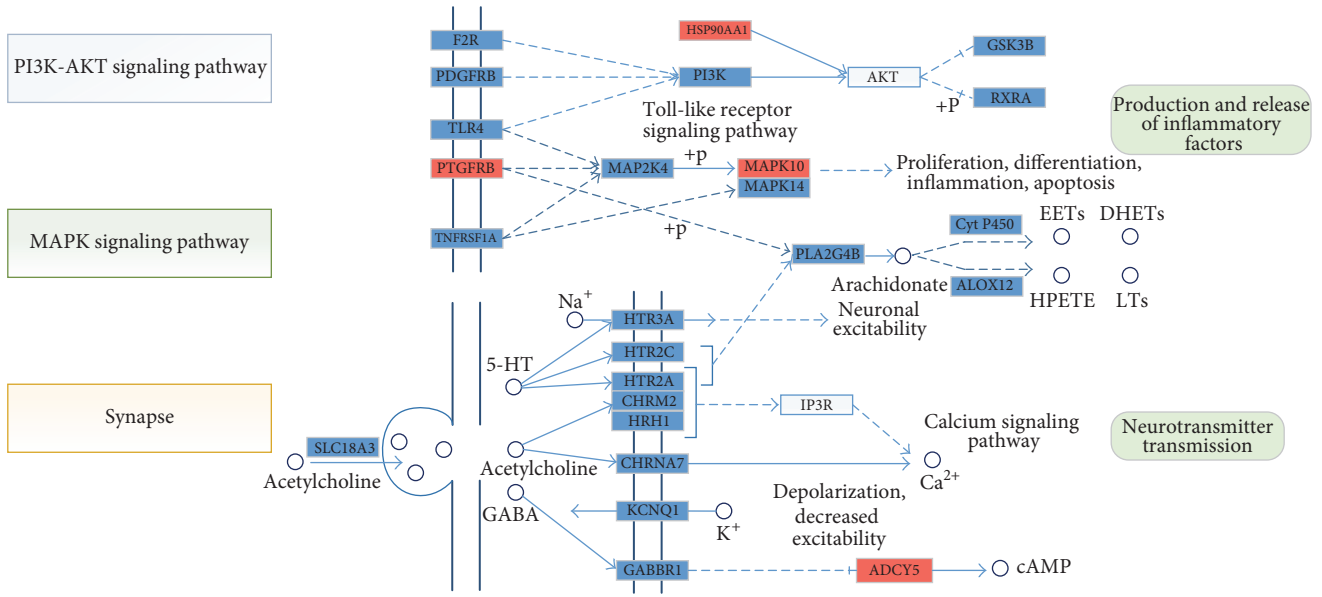 PI3K-AKT signaling pathway
MAPK signaling pathway
Synapse
F2R
PDGFRB
TLR4
PTGFRB
TNFRSF1A
HSP90AA1
PI3K
AKT
GSK3B
RXRA
+P
Toll-like receptor
signaling pathway
+p
MAP2K4
MAPK10
MAPK14
Proliferation, differentiation,
inflammation, apoptosis
Production and release
of inflammatory
factors
+p
PLA2G4B
Arachidonate
Cyt P450
ALOX12
EETs
DHETs
HPETE
LTs
Na+
HTR3A
Neuronal
excitability
5-HT
HTR2C
HTR2A
CHRM2
HRH1
IP3R
Calcium signaling
pathway
Neurotransmitter
transmission
SLC18A3
Acetylcholine
Acetylcholine
CHRNA7
Ca2+
GABA
KCNQ1
K+
Depolarization,
decreased
excitability
GABBR1
ADCY5
cAMP